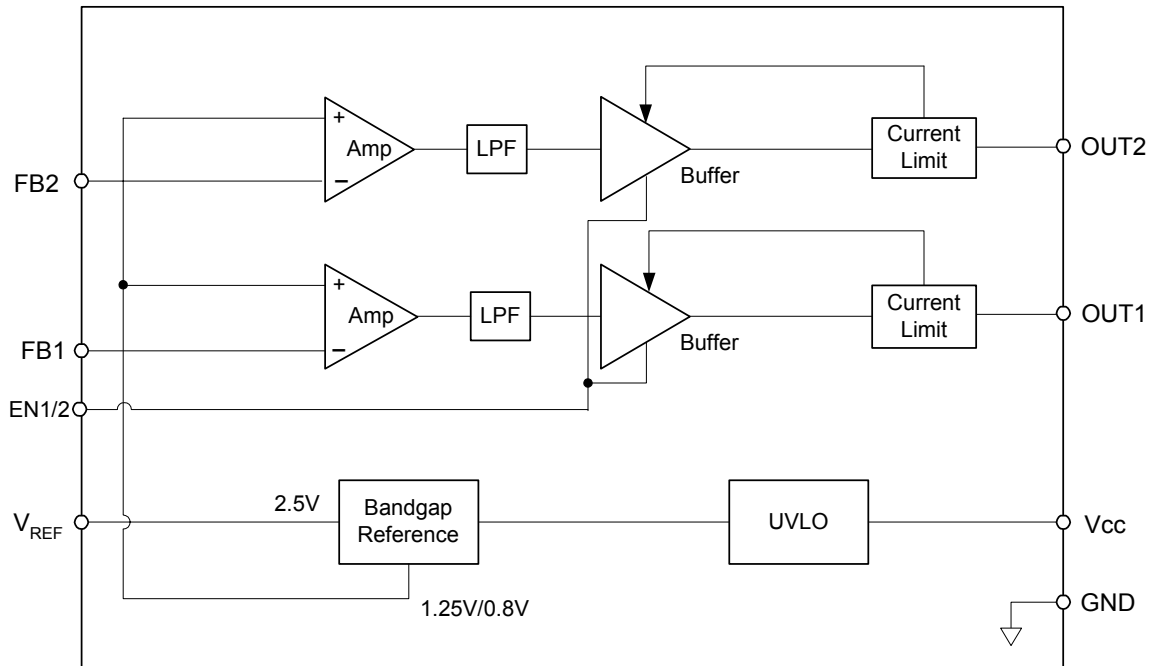 +
Amp
−
LPF
Buffer
Current
Limit
OUT2
FB2
+
Amp
−
LPF
Buffer
Current
Limit
OUT1
FB1
EN1/2
VREF
2.5V
Bandgap
Reference
UVLO
Vcc
1.25V/0.8V
GND